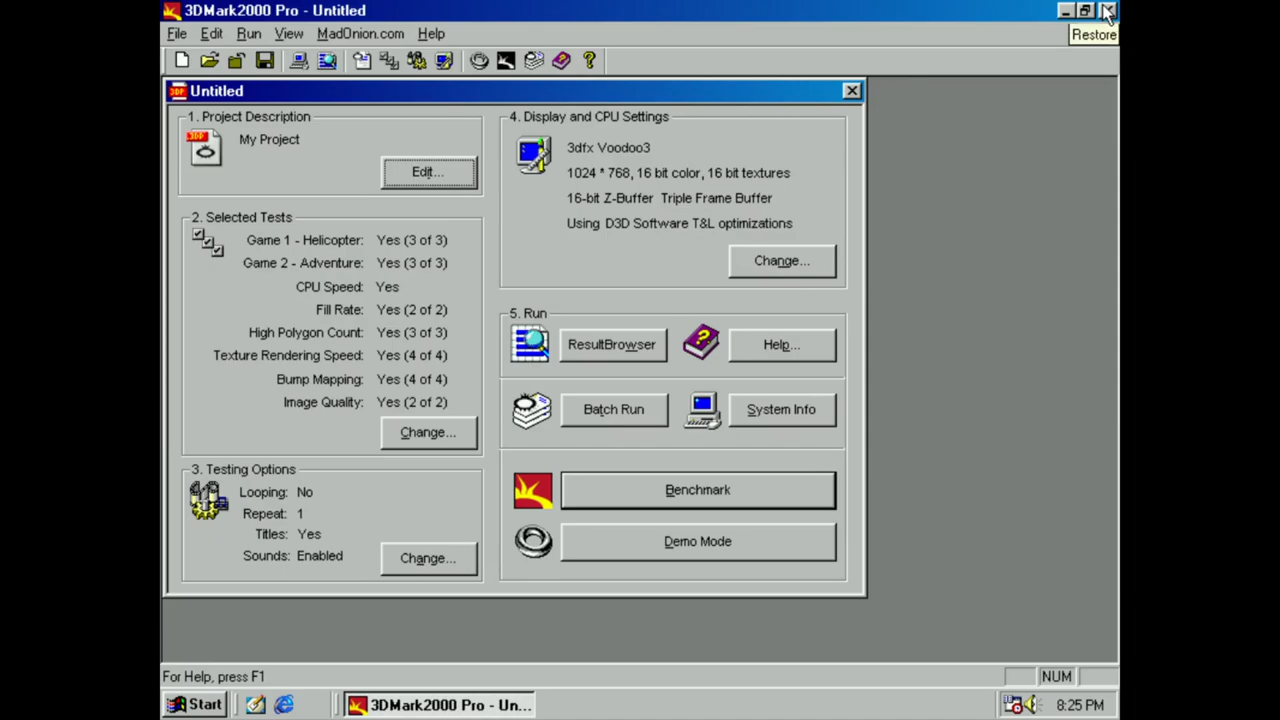 3DMark2000 Pro - Untitled
File Edit Run View MadOnion.com Help
Restore
Untitled
1. Project Description
My Project
Edit...
2. Selected Tests
Game 1 - Helicopter: Yes (3 of 3)
Game 2 - Adventure: Yes (3 of 3)
CPU Speed: Yes
Fill Rate: Yes (2 of 2)
High Polygon Count: Yes (3 of 3)
Texture Rendering Speed: Yes (4 of 4)
Bump Mapping: Yes (4 of 4)
Image Quality: Yes (2 of 2)
Change...
3. Testing Options
Looping: No
Repeat: 1
Titles: Yes
Sounds: Enabled
Change...
4. Display and CPU Settings
3dfx Voodoo3
1024 * 768, 16 bit color, 16 bit textures
16-bit Z-Buffer Triple Frame Buffer
Using D3D Software T&L optimizations
Change...
5. Run
ResultBrowser Help...
Batch Run System Info
Benchmark
Demo Mode
For Help, press F1
NUM
Start 3DMark2000 Pro - Un... 8:25 PM